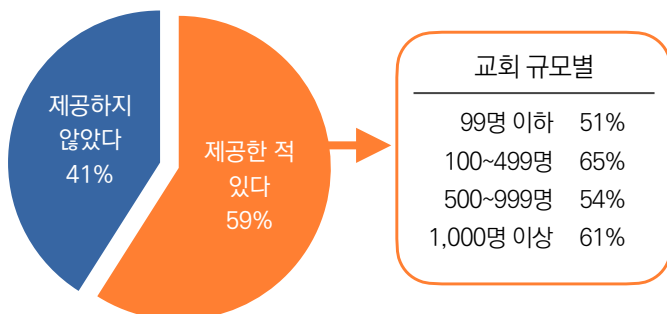 제공하지
않았다
41%
제공한 적
있다
59%
교회 규모별
99명 이하 51%
100~499명 65%
500~999명 54%
1,000명 이상 61%